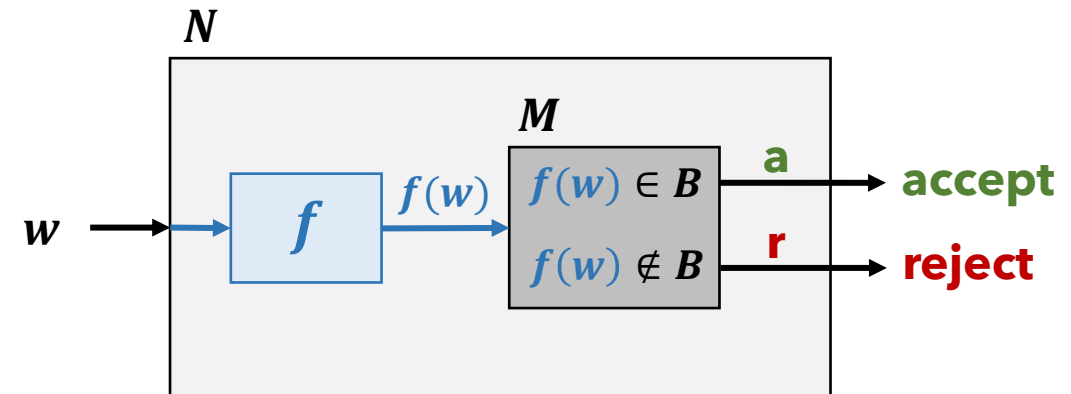 N
M
a
f(w) ∈ B
accept
f(w)
w
f
r
f(w) ∉ B
reject